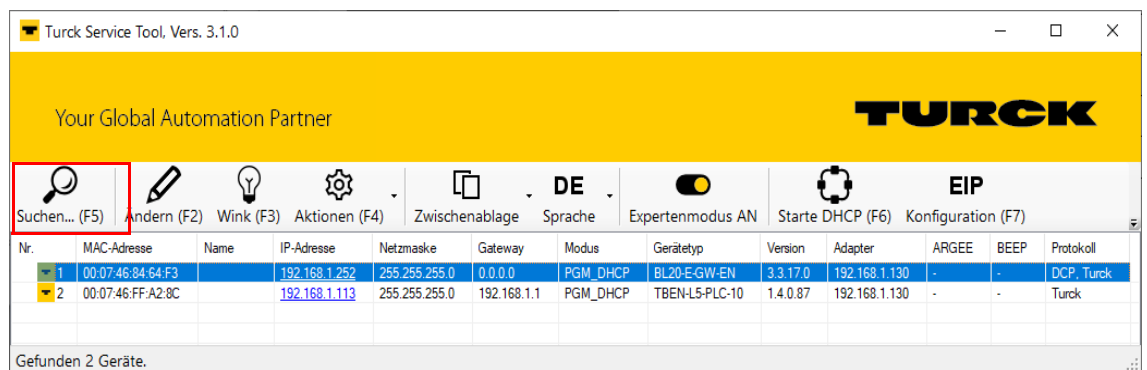 Turck Service Tool, Vers. 3.1.0
Your Global Automation Partner
TURCK
DE EIP
Suchen... (F5) Ändern (F2) Wink (F3) Aktionen (F4) Zwischenablage Sprache Expertenmodus AN Starte DHCP (F6) Konfiguration (F7)
Nr. MAC-Adresse Name IP-Adresse Netzmaske Gateway Modus Gerätetyp Version Adapter ARGEE BEEP Protokoll
1 00:07:46:84:64:F3 192.168.1.252 255.255.255.0 0.0.0.0 PGM_DHCP BL20-E-GW-EN 3.3.17.0 192.168.1.130 - - DCP, Turck
2 00:07:46:FF:A2:8C 192.168.1.113 255.255.255.0 192.168.1.1 PGM_DHCP TBEN-L5-PLC-10 1.4.0.87 192.168.1.130 - - Turck
Gefunden 2 Geräte.